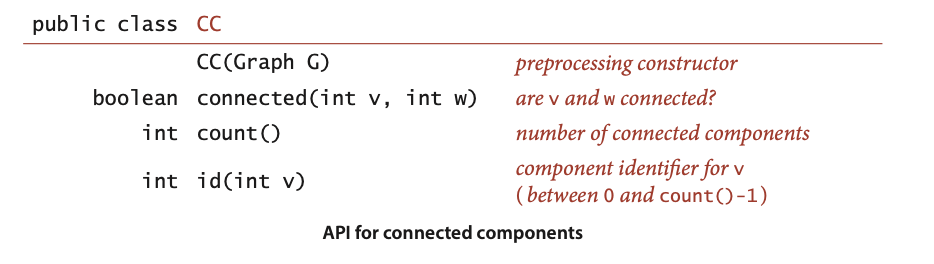 public class CC
CC(Graph G) preprocessing constructor
boolean connected(int v, int w) are v and w connected?
int count() number of connected components
int id(int v) component identifier for v
( between 0 and count()-1)
API for connected components